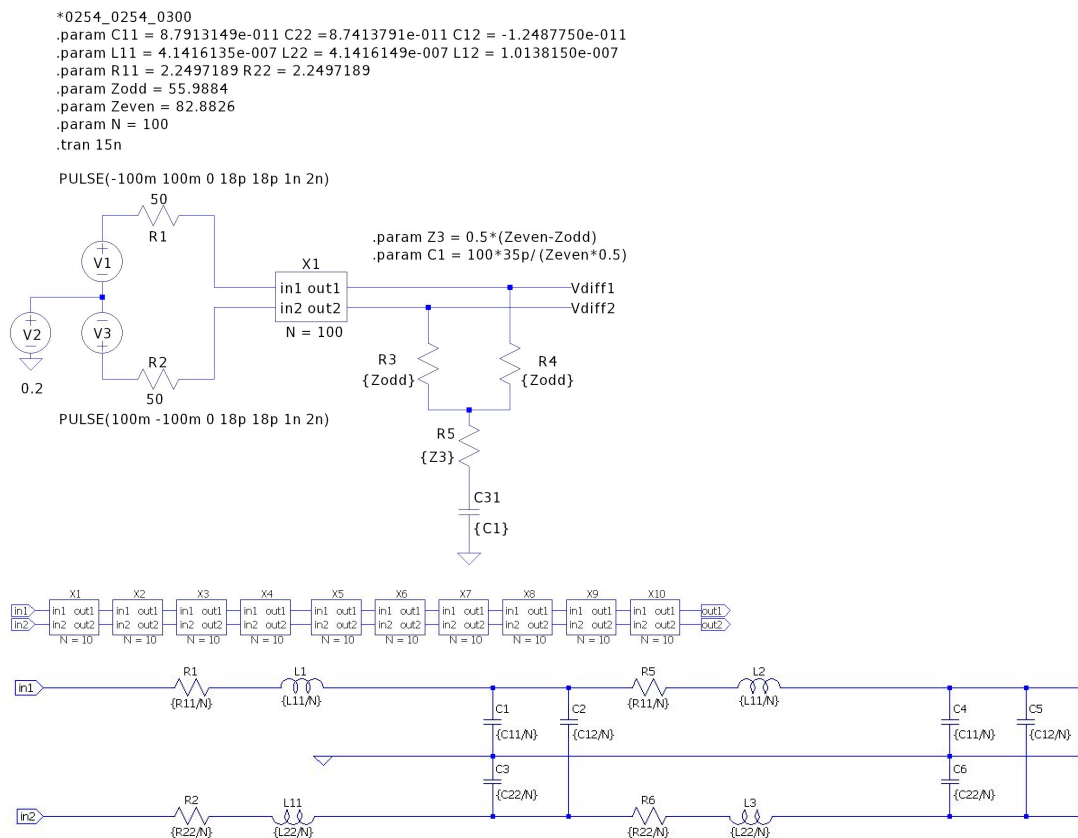 *0254_0254_0300
.param C11 = 8.7913149e-011 C22 =8.7413791e-011 C12 = -1.2487750e-011
.param L11 = 4.1416135e-007 L22 = 4.1416149e-007 L12 = 1.0138150e-007
.param R11 = 2.2497189 R22 = 2.2497189
.param Zodd = 55.9884
.param Zeven = 82.8826
.param N = 100
.tran 15n
PULSE(-100m 100m 0 18p 18p 1n 2n)
50
R1
.param Z3 = 0.5*(Zeven-Zodd)
.param C1 = 100*35p/(Zeven*0.5)
+
V1
−
X1
in1 out1
in2 out2
N = 100
Vdiff1
Vdiff2
+
V2
−
−
V3
+
0.2
R2
50
R3
{Zodd}
R4
{Zodd}
PULSE(100m -100m 0 18p 18p 1n 2n)
R5
{Z3}
C31
{C1}
X1 X2 X3 X4 X5 X6 X7 X8 X9 X10
in1 in1 out1 in1 out1 in1 out1 in1 out1 in1 out1 in1 out1 in1 out1 in1 out1 in1 out1 in1 out1 out1
in2 in2 out2 in2 out2 in2 out2 in2 out2 in2 out2 in2 out2 in2 out2 in2 out2 in2 out2 in2 out2 out2
N = 10 N = 10 N = 10 N = 10 N = 10 N = 10 N = 10 N = 10 N = 10 N = 10
R1 L1 R5 L2
in1
{R11/N} {L11/N} {R11/N} {L11/N}
C1 C2 C4 C5
{C11/N} {C12/N} {C11/N} {C12/N}
C3 C6
{C22/N} {C22/N}
R2 L11 R6 L3
in2
{R22/N} {L22/N} {R22/N} {L22/N}